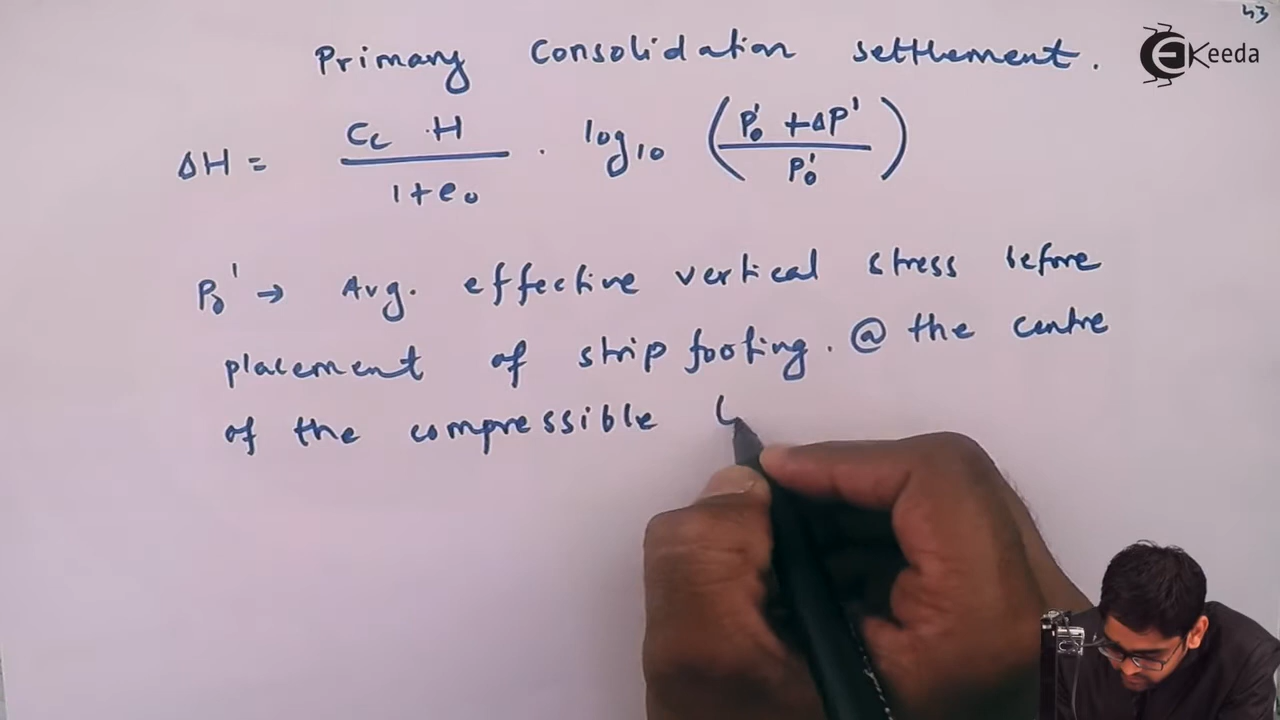 43
EKeeda
Primary Consolidation settlement.
ΔH = Cc .H / 1+e0 . log10 (P0' + ΔP' / P0')
P0' → Avg. effective vertical stress before
placement of strip footing. @ the centre
of the compressible